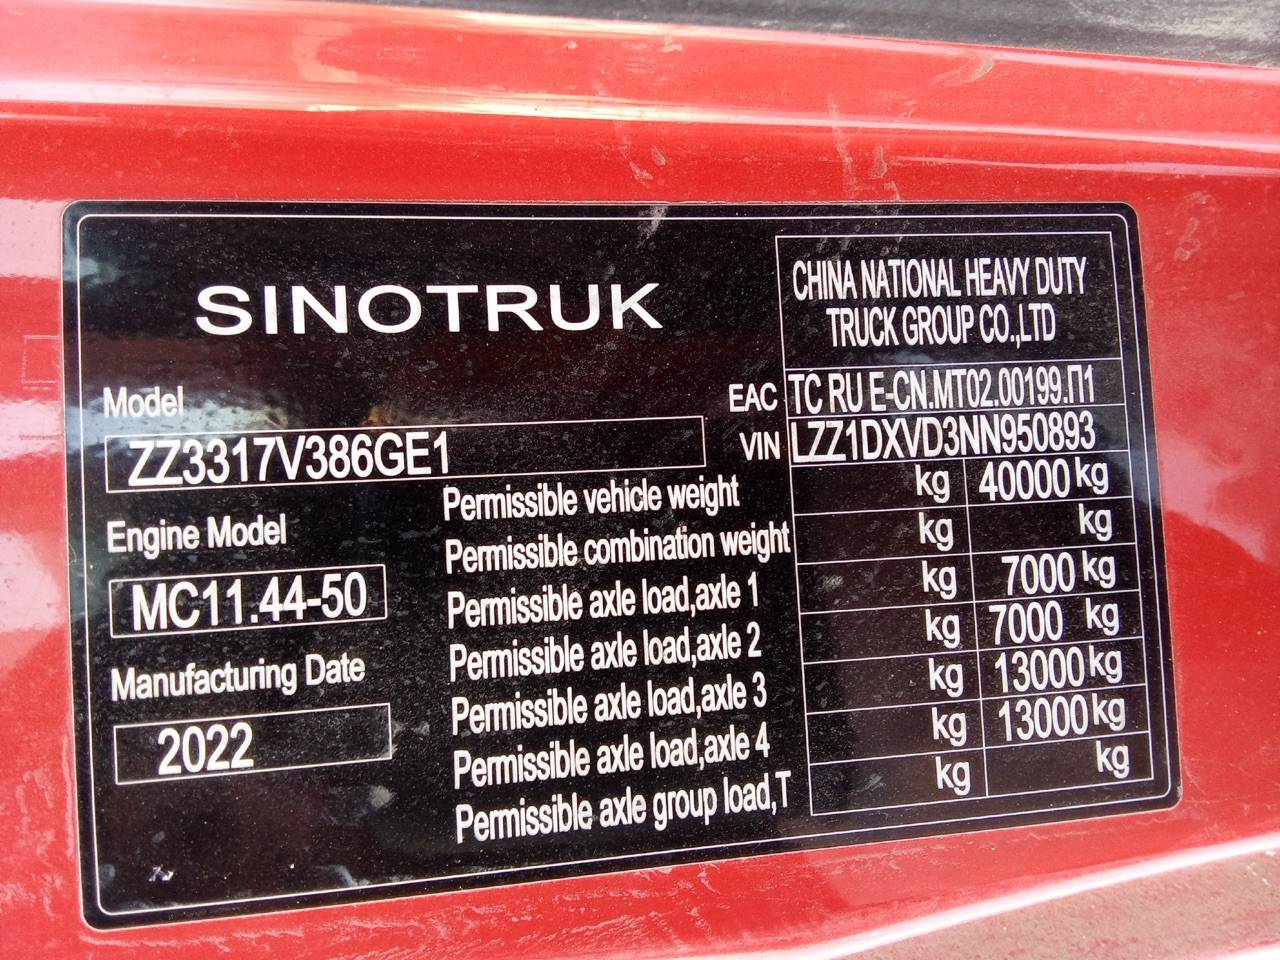 SINOTRUK
CHINA NATIONAL HEAVY DUTY
TRUCK GROUP CO.,LTD
EAC TC RU E-CN.MT02.00199.П1
VIN LZZ1DXVD3NN950893
Model
ZZ3317V386GE1
Engine Model
MC11.44-50
Manufacturing Date
2022
Permissible vehicle weight kg 40000 kg
Permissible combination weight kg kg
Permissible axle load,axle 1 kg 7000 kg
Permissible axle load,axle 2 kg 7000 kg
Permissible axle load,axle 3 kg 13000 kg
Permissible axle load,axle 4 kg 13000 kg
Permissible axle group load,T kg kg